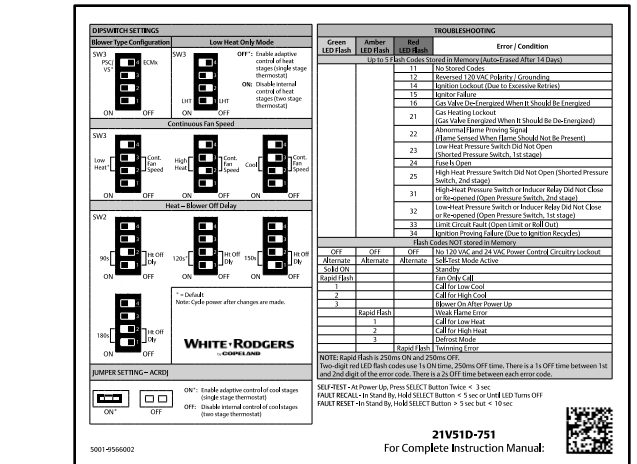 DIPSWITCH SETTINGS
Blower Type Configuration
Low Heat Only Mode
SW3
PSC/
VS*
ECMx
4
3
2
1
ON
OFF
SW3
4
3
2
1
LHT
LHT
ON
OFF
OFF*: Enable adaptive
control of heat
stages (single stage
thermostat)
ON: Disable Internal
control of heat
stages (two stage
thermostat)
Continuous Fan Speed
SW3
Low
Heat*
Cont.
Fan
Speed
High
Heat
Cont.
Fan
Speed
Cool
Cont.
Fan
Speed
ON
OFF
ON
OFF
ON
OFF
Heat – Blower Off Delay
SW2
90s
Ht Off
Dly
120s*
Ht Off
Dly
150s
Ht Off
Dly
ON
OFF
ON
OFF
ON
OFF
180s
Ht Off
Dly
ON
OFF
* = Default
Note: Cycle power after changes are made.
WHITE·RODGERS
by COPELAND
JUMPER SETTING – ACRDJ
ON*
OFF
ON*: Enable adaptive control of cool stages
(single stage thermostat)
OFF: Disable internal control of cool stages
(two stage thermostat)
5001-9566002
TROUBLESHOOTING
Green LED Flash
Amber LED Flash
Red LED Flash
Error / Condition
Up to 5 Flash Codes Stored in Memory (Auto-Erased After 14 Days)
11 No Stored Codes
12 Reversed 120 VAC Polarity / Grounding
14 Ignition Lockout (Due to Excessive Retries)
15 Ignitor Failure
16 Gas Valve De-Energized When It Should Be Energized
21 Gas Heating Lockout
(Gas Valve Energized When It Should Be De-Energized)
22 Abnormal Flame Proving Signal
(Flame Sensed When Flame Should Not Be Present)
23 Low Heat Pressure Switch Did Not Open
(Shorted Pressure Switch, 1st stage)
24 Fuse Is Open
25 High Heat Pressure Switch Did Not Open (Shorted Pressure
Switch, 2nd stage)
31 High-Heat Pressure Switch or Inducer Relay Did Not Close
or Re-opened (Open Pressure Switch, 2nd stage)
32 Low-Heat Pressure Switch or Inducer Relay Did Not Close
or Re-opened (Open Pressure Switch, 1st stage)
33 Limit Circuit Fault (Open Limit or Roll Out)
34 Ignition Proving Failure (Due to Ignition Recycles)
Flash Codes NOT stored in Memory
OFF OFF OFF No 120 VAC and 24 VAC Power Control Circuitry Lockout
Alternate Alternate Alternate Self-Test Mode Active
Solid ON Standby
Rapid Flash Fan Only Call
1 Call for Low Cool
2 Call for High Cool
3 Blower On After Power Up
Rapid Flash Weak Flame Error
1 Call for Low Heat
2 Call for High Heat
3 Defrost Mode
Rapid Flash Twinning Error
NOTE: Rapid Flash is 250ms ON and 250ms OFF.
Two-digit red LED flash codes use 1s ON time, 250ms OFF time. There is a 1s OFF time between 1st
and 2nd digit of the error code. There is a 2s OFF time between each error code.
SELF-TEST - At Power Up, Press SELECT Button Twice < 3 sec
FAULT RECALL - In Stand By, Hold SELECT Button < 5 sec or Until LED Turns OFF
FAULT RESET - In Stand By, Hold SELECT Button > 5 sec but < 10 sec
21V51D-751
For Complete Instruction Manual: